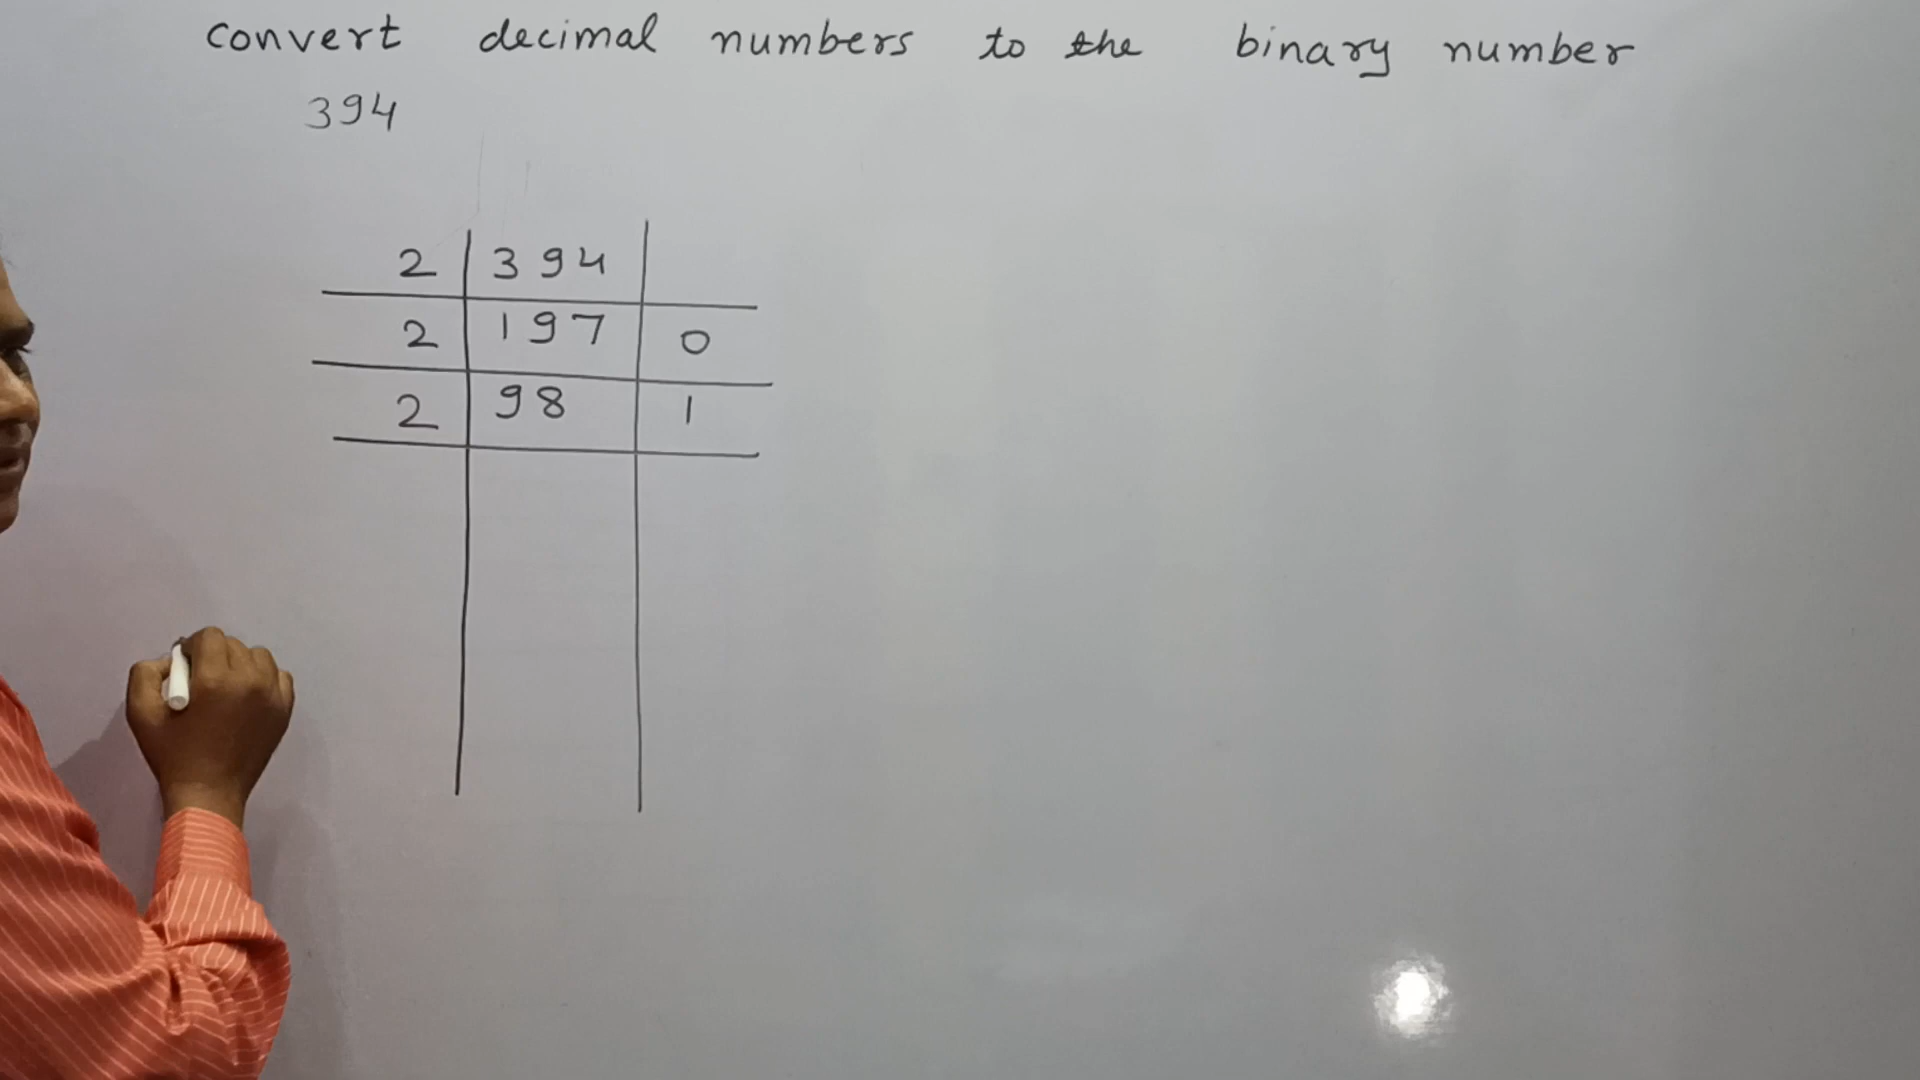 convert decimal numbers to the binary number
394
2 394
2 197 0
2 98 1